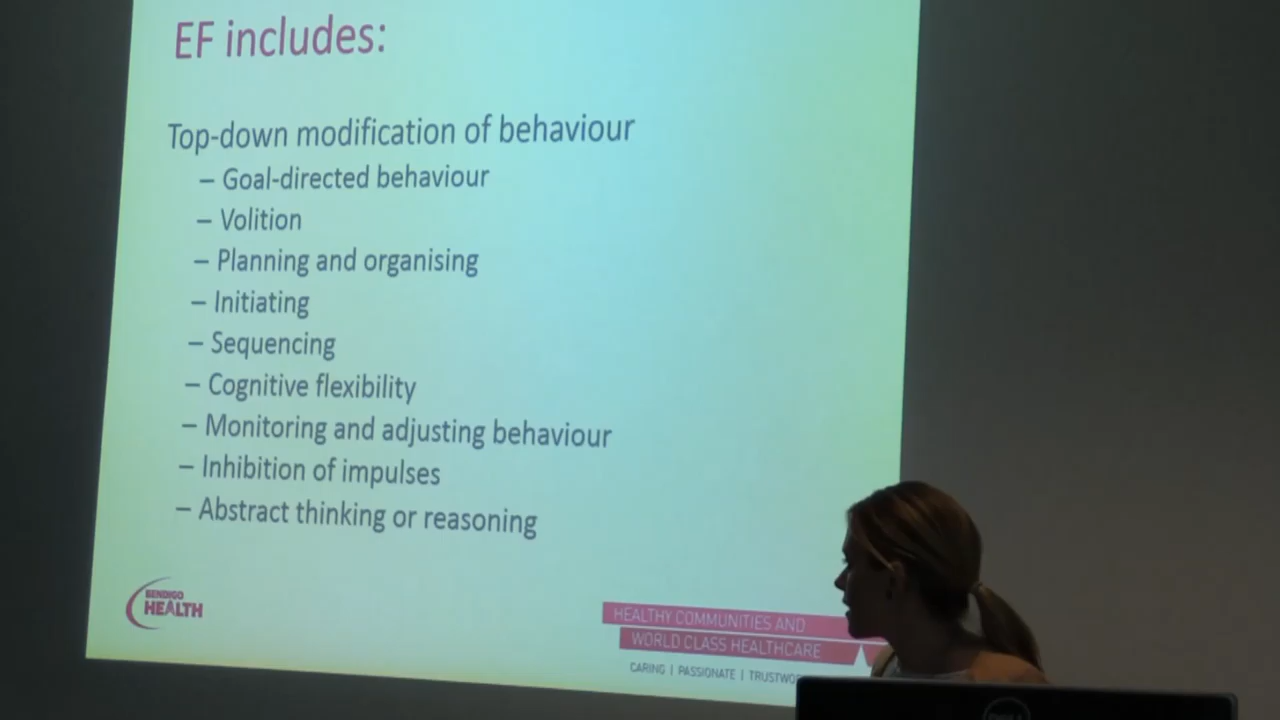 EF includes:
Top-down modification of behaviour
– Goal-directed behaviour
– Volition
– Planning and organising
– Initiating
– Sequencing
– Cognitive flexibility
– Monitoring and adjusting behaviour
– Inhibition of impulses
– Abstract thinking or reasoning
BENDIGO
HEALTH
HEALTHY COMMUNITIES AND
WORLD CLASS HEALTHCARE
CARING | PASSIONATE |